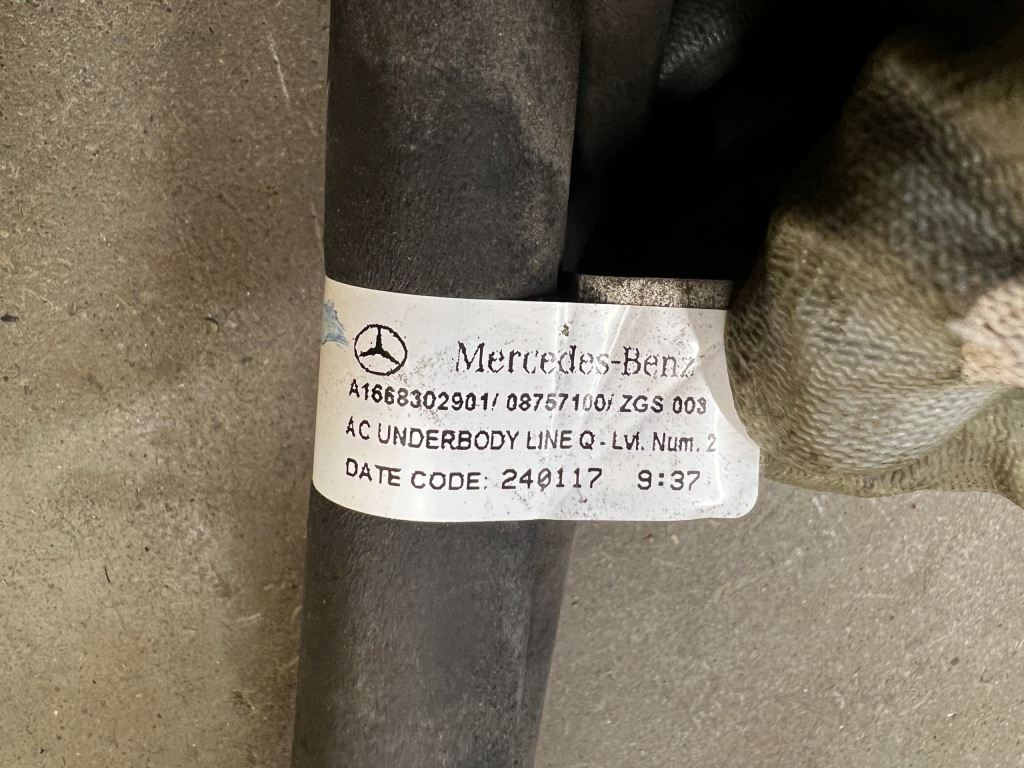 Mercedes-Benz
A1668302901/ 08757100/ ZGS 003
AC UNDERBODY LINE Q - Lvl. Num. 2
DATE CODE: 240117 9:37